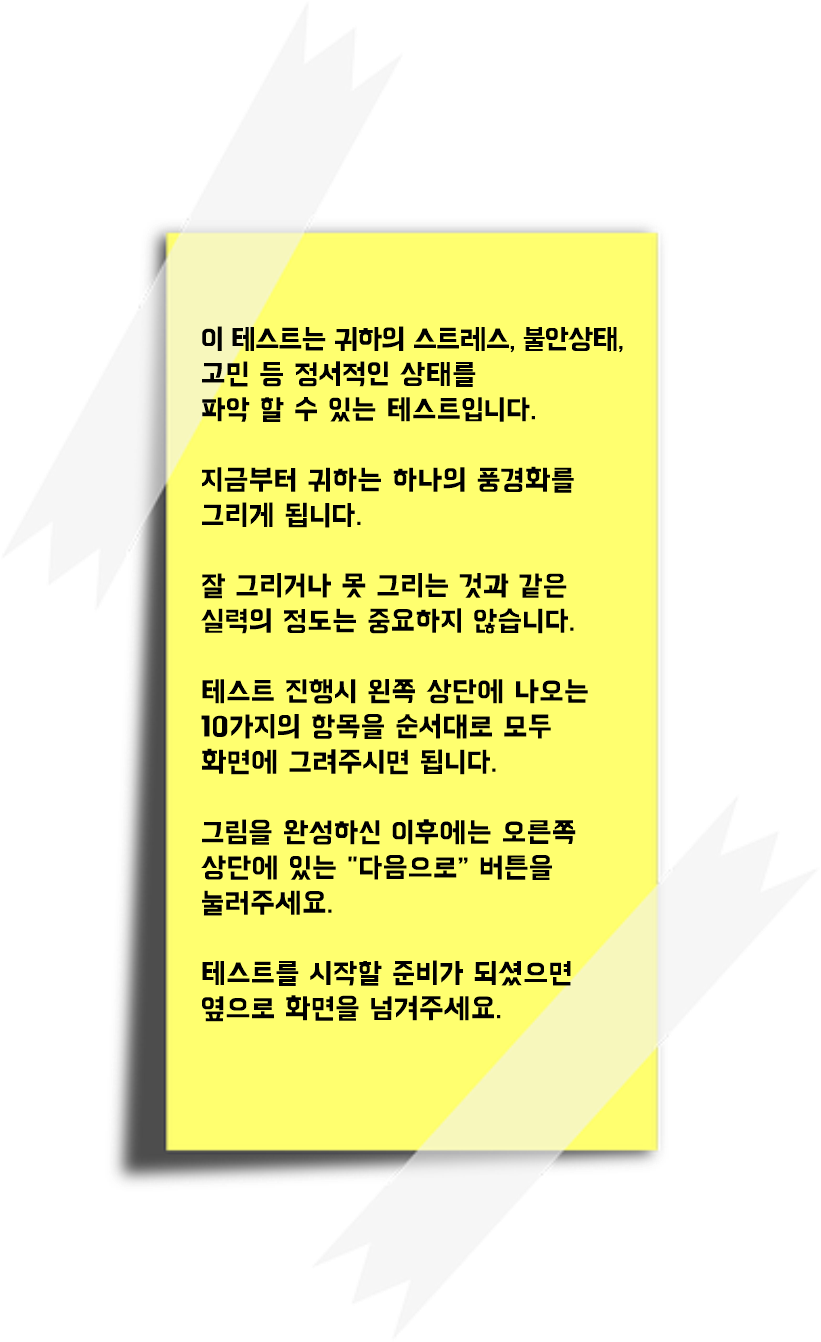 이 테스트는 귀하의 스트레스, 불안상태,
고민 등 정서적인 상태를
파악 할 수 있는 테스트입니다.
지금부터 귀하는 하나의 풍경화를
그리게 됩니다.
잘 그리거나 못 그리는 것과 같은
실력의 정도는 중요하지 않습니다.
테스트 진행시 왼쪽 상단에 나오는
10가지의 항목을 순서대로 모두
화면에 그려주시면 됩니다.
그림을 완성하신 이후에는 오른쪽
상단에 있는 "다음으로” 버튼을
눌러주세요.
테스트를 시작할 준비가 되셨으면
옆으로 화면을 넘겨주세요.